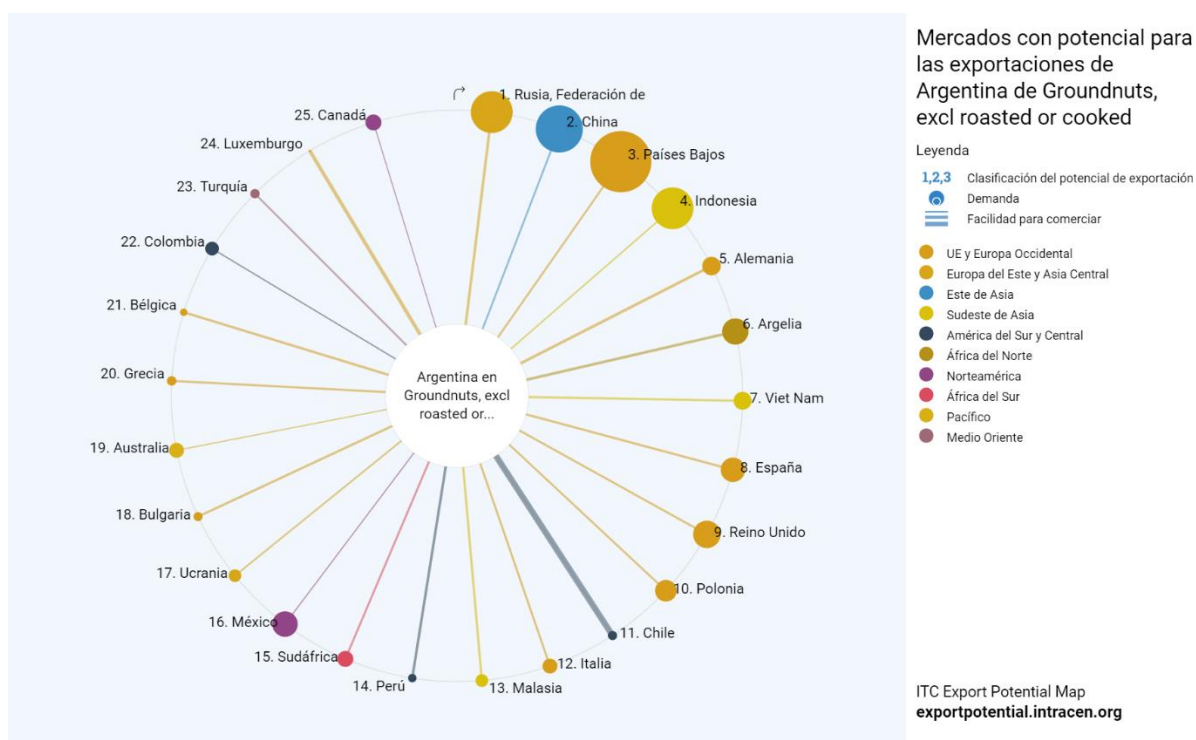 Mercados con potencial para
las exportaciones de
Argentina de Groundnuts,
excl roasted or cooked
Leyenda
1,2,3 Clasificación del potencial de exportación
Demanda
Facilidad para comerciar
UE y Europa Occidental
Europa del Este y Asia Central
Este de Asia
Sudeste de Asia
América del Sur y Central
África del Norte
Norteamérica
África del Sur
Pacífico
Medio Oriente
1. Rusia, Federación de
2. China
3. Países Bajos
4. Indonesia
5. Alemania
6. Argelia
7. Viet Nam
8. España
9. Reino Unido
10. Polonia
11. Chile
12. Italia
13. Malasia
14. Perú
15. Sudáfrica
16. México
17. Ucrania
18. Bulgaria
19. Australia
20. Grecia
21. Bélgica
22. Colombia
23. Turquía
24. Luxemburgo
25. Canadá
Argentina en
Groundnuts, excl
roasted or...
ITC Export Potential Map
exportpotential.intracen.org